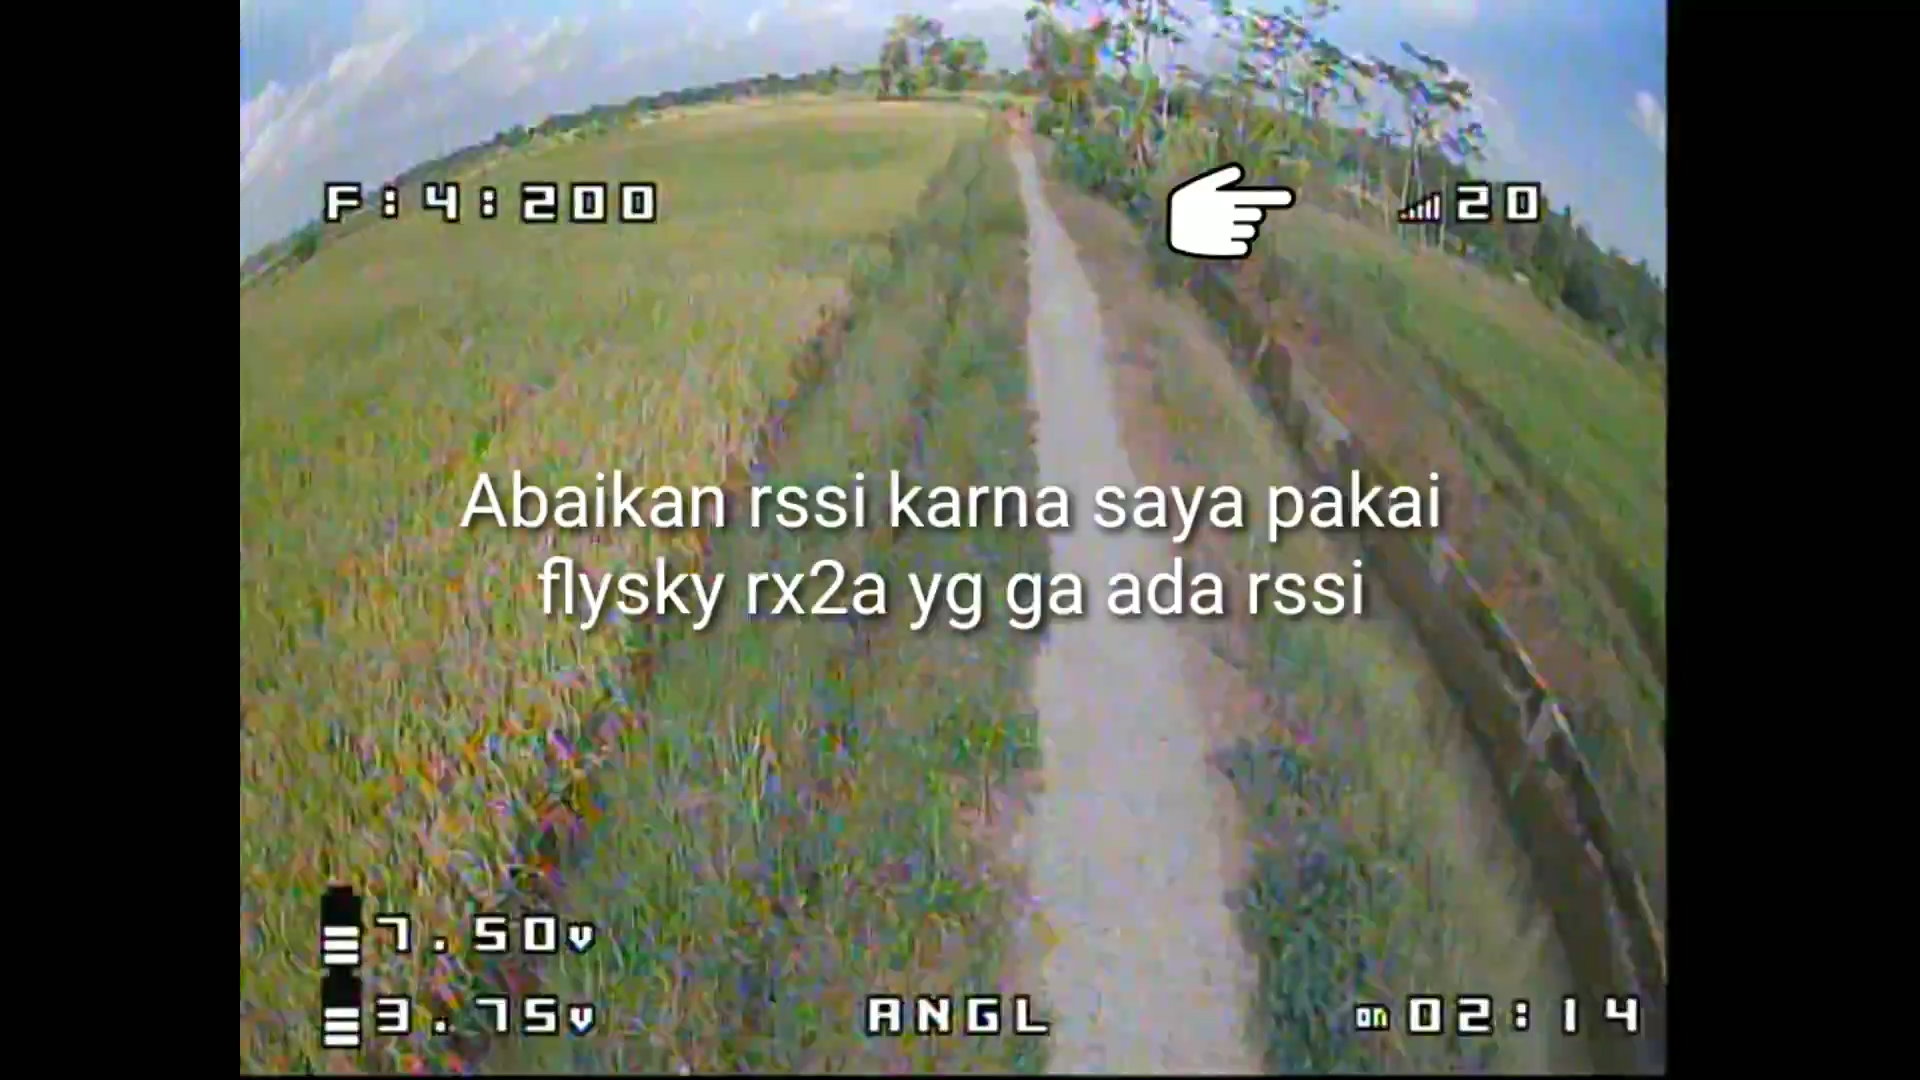 F:4:200
20
Abaikan rssi karna saya pakai
flysky rx2a yg ga ada rssi
7.50v
3.75v
ANGL
on 02:14